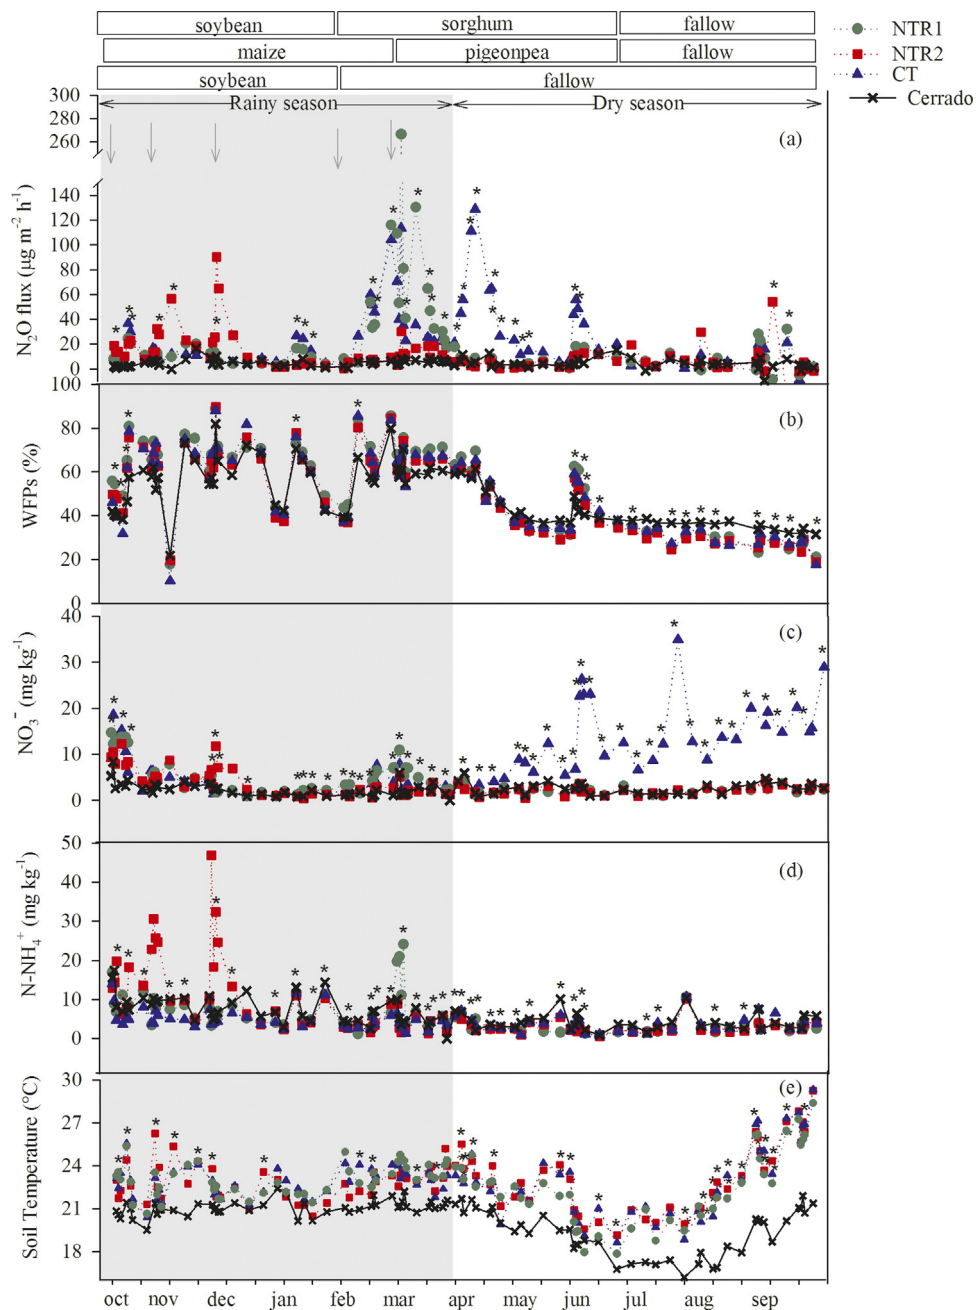 soybean sorghum fallow
maize pigeonpea fallow
soybean fallow
NTR1
NTR2
CT
Cerrado
Rainy season Dry season
(a)
N₂O flux (µg m⁻² h⁻¹)
300
280
260
140
120
100
80
60
40
20
0
(b)
WFPs (%)
100
80
60
40
20
0
(c)
NO₃⁻ (mg kg⁻¹)
40
30
20
10
0
(d)
N-NH₄⁺ (mg kg⁻¹)
50
40
30
20
10
0
(e)
Soil Temperature (°C)
30
27
24
21
18
oct nov dec jan feb mar apr may jun jul aug sep